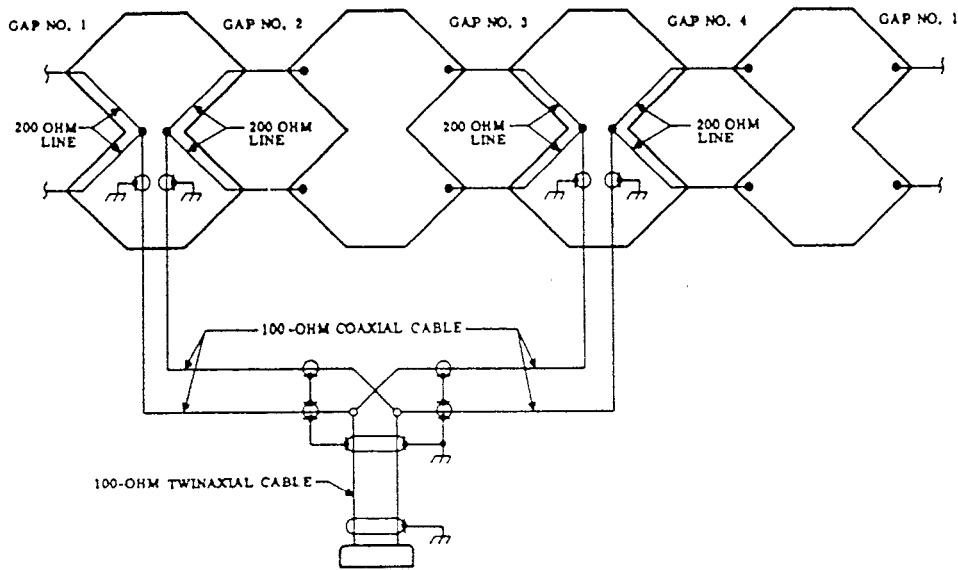 GAP NO. 1
GAP NO. 2
GAP NO. 3
GAP NO. 4
GAP NO. 1
200 OHM
LINE
200 OHM
LINE
200 OHM
LINE
200 OHM
LINE
100-OHM COAXIAL CABLE
100-OHM TWINAXIAL CABLE